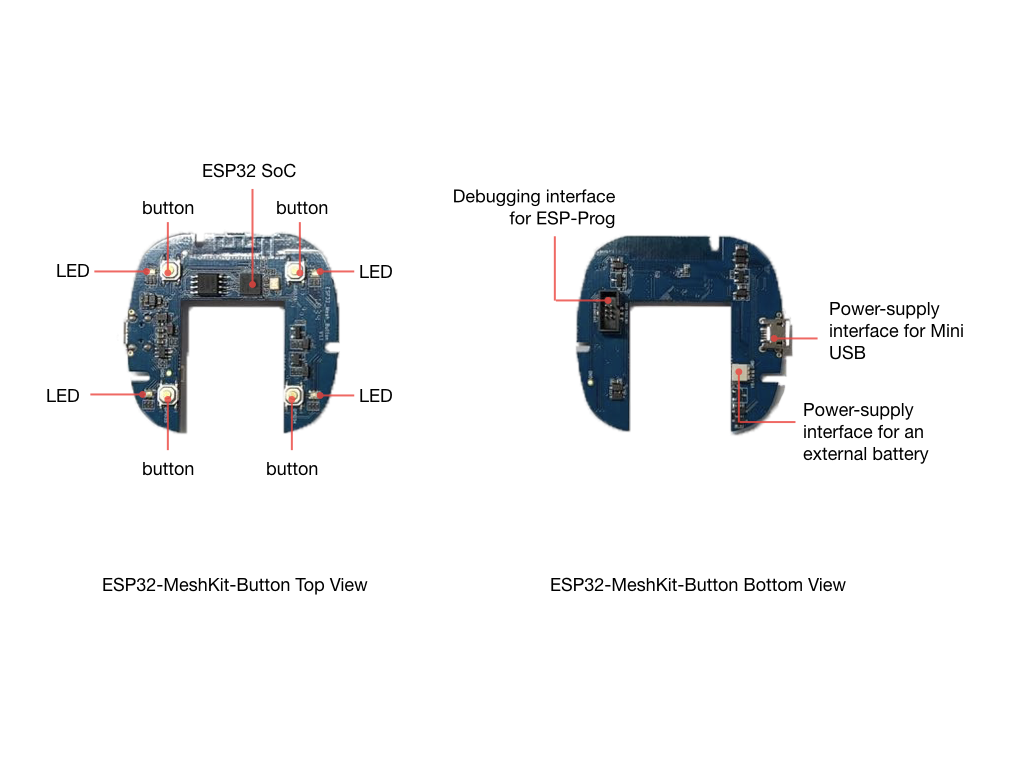 ESP32 SoC
button
button
LED
LED
LED
LED
button
button
ESP32-MeshKit-Button Top View
Debugging interface
for ESP-Prog
Power-supply
interface for Mini
USB
Power-supply
interface for an
external battery
ESP32-MeshKit-Button Bottom View